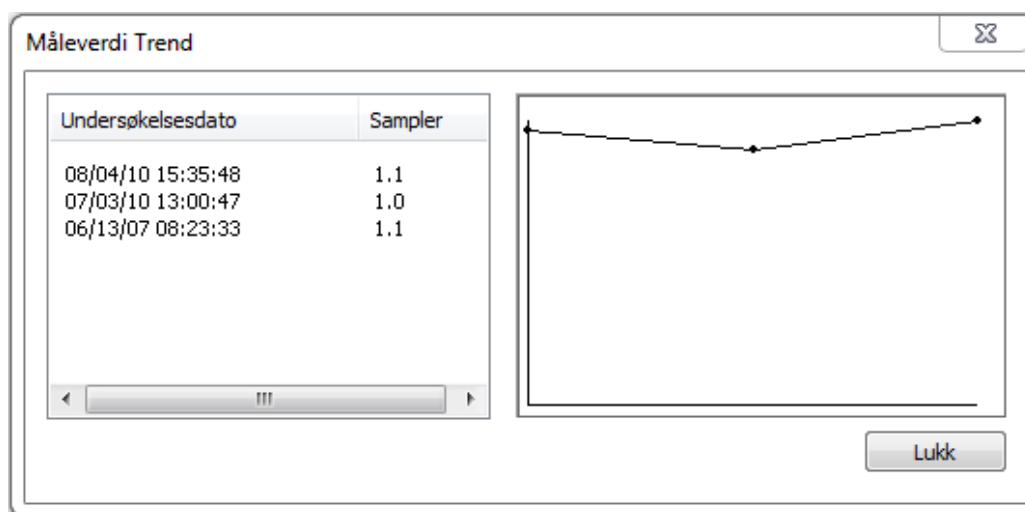 Måleverdi Trend
Undersøkelsesdato Sampler
08/04/10 15:35:48 1.1
07/03/10 13:00:47 1.0
06/13/07 08:23:33 1.1
Lukk